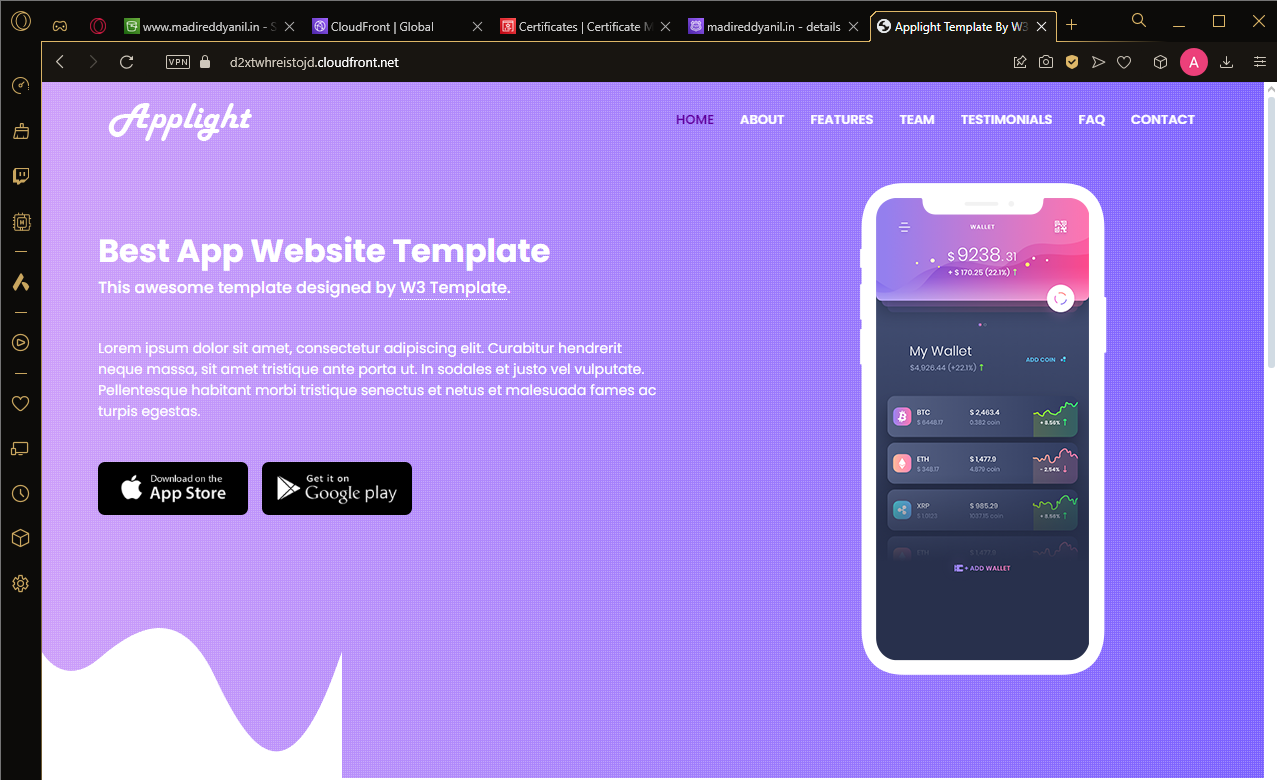 www.madireddyanil.in - S
CloudFront | Global
Certificates | Certificate M
madireddyanil.in - details
Applight Template By W3
VPN
d2xtwhreistojd.cloudfront.net
A
Applight
HOME
ABOUT
FEATURES
TEAM
TESTIMONIALS
FAQ
CONTACT
Best App Website Template
This awesome template designed by W3 Template.
Lorem ipsum dolor sit amet, consectetur adipiscing elit. Curabitur hendrerit
neque massa, sit amet tristique ante porta ut. In sodales et justo vel vulputate.
Pellentesque habitant morbi tristique senectus et netus et malesuada fames ac
turpis egestas.
Download on the
App Store
Get it on
Google play
WALLET
$ 9238.31
+ $ 170.25 (22.1%) ↑
My Wallet
$4,926.44 (+22.1%) ↑
ADD COIN
BTC
$ 6448.17
$ 2,463.4
0.382 coin
+ 8.56% ↑
ETH
$ 348.17
$ 1,477.9
4.879 coin
- 2.54% ↓
XRP
$ 1.0123
$ 985.29
1037.15 coin
+ 8.56% ↑
ETH
$ 1,477.9
+ ADD WALLET